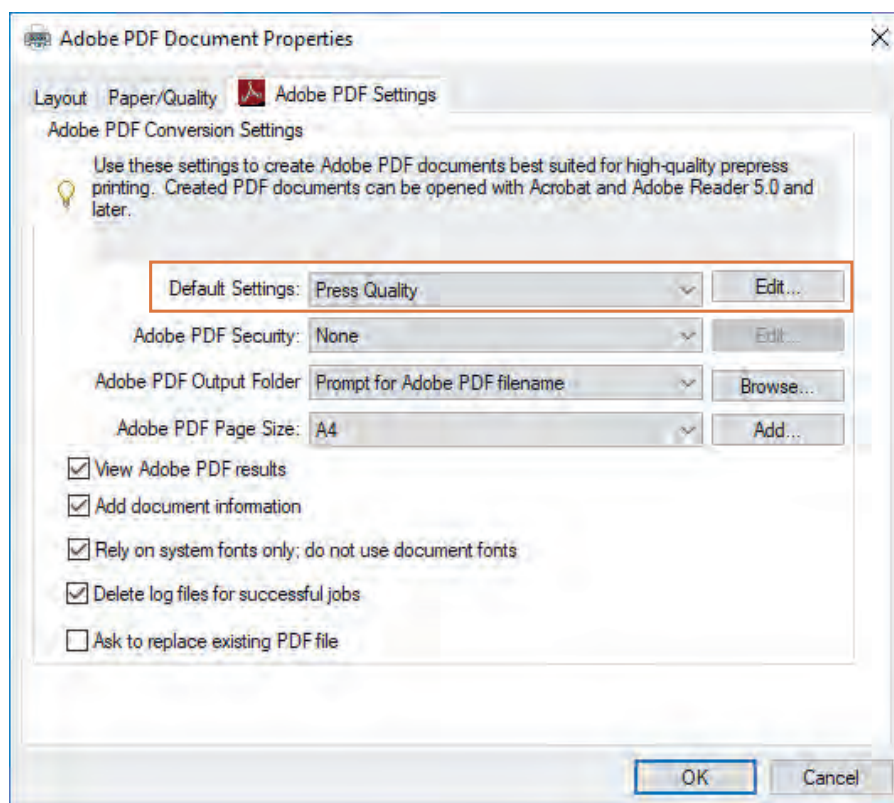 Adobe PDF Document Properties
Layout Paper/Quality Adobe PDF Settings
Adobe PDF Conversion Settings
Use these settings to create Adobe PDF documents best suited for high-quality prepress
printing. Created PDF documents can be opened with Acrobat and Adobe Reader 5.0 and
later.
Default Settings: Press Quality Edit...
Adobe PDF Security: None Edit...
Adobe PDF Output Folder Prompt for Adobe PDF filename Browse...
Adobe PDF Page Size: A4 Add...
View Adobe PDF results
Add document information
Rely on system fonts only; do not use document fonts
Delete log files for successful jobs
Ask to replace existing PDF file
OK Cancel